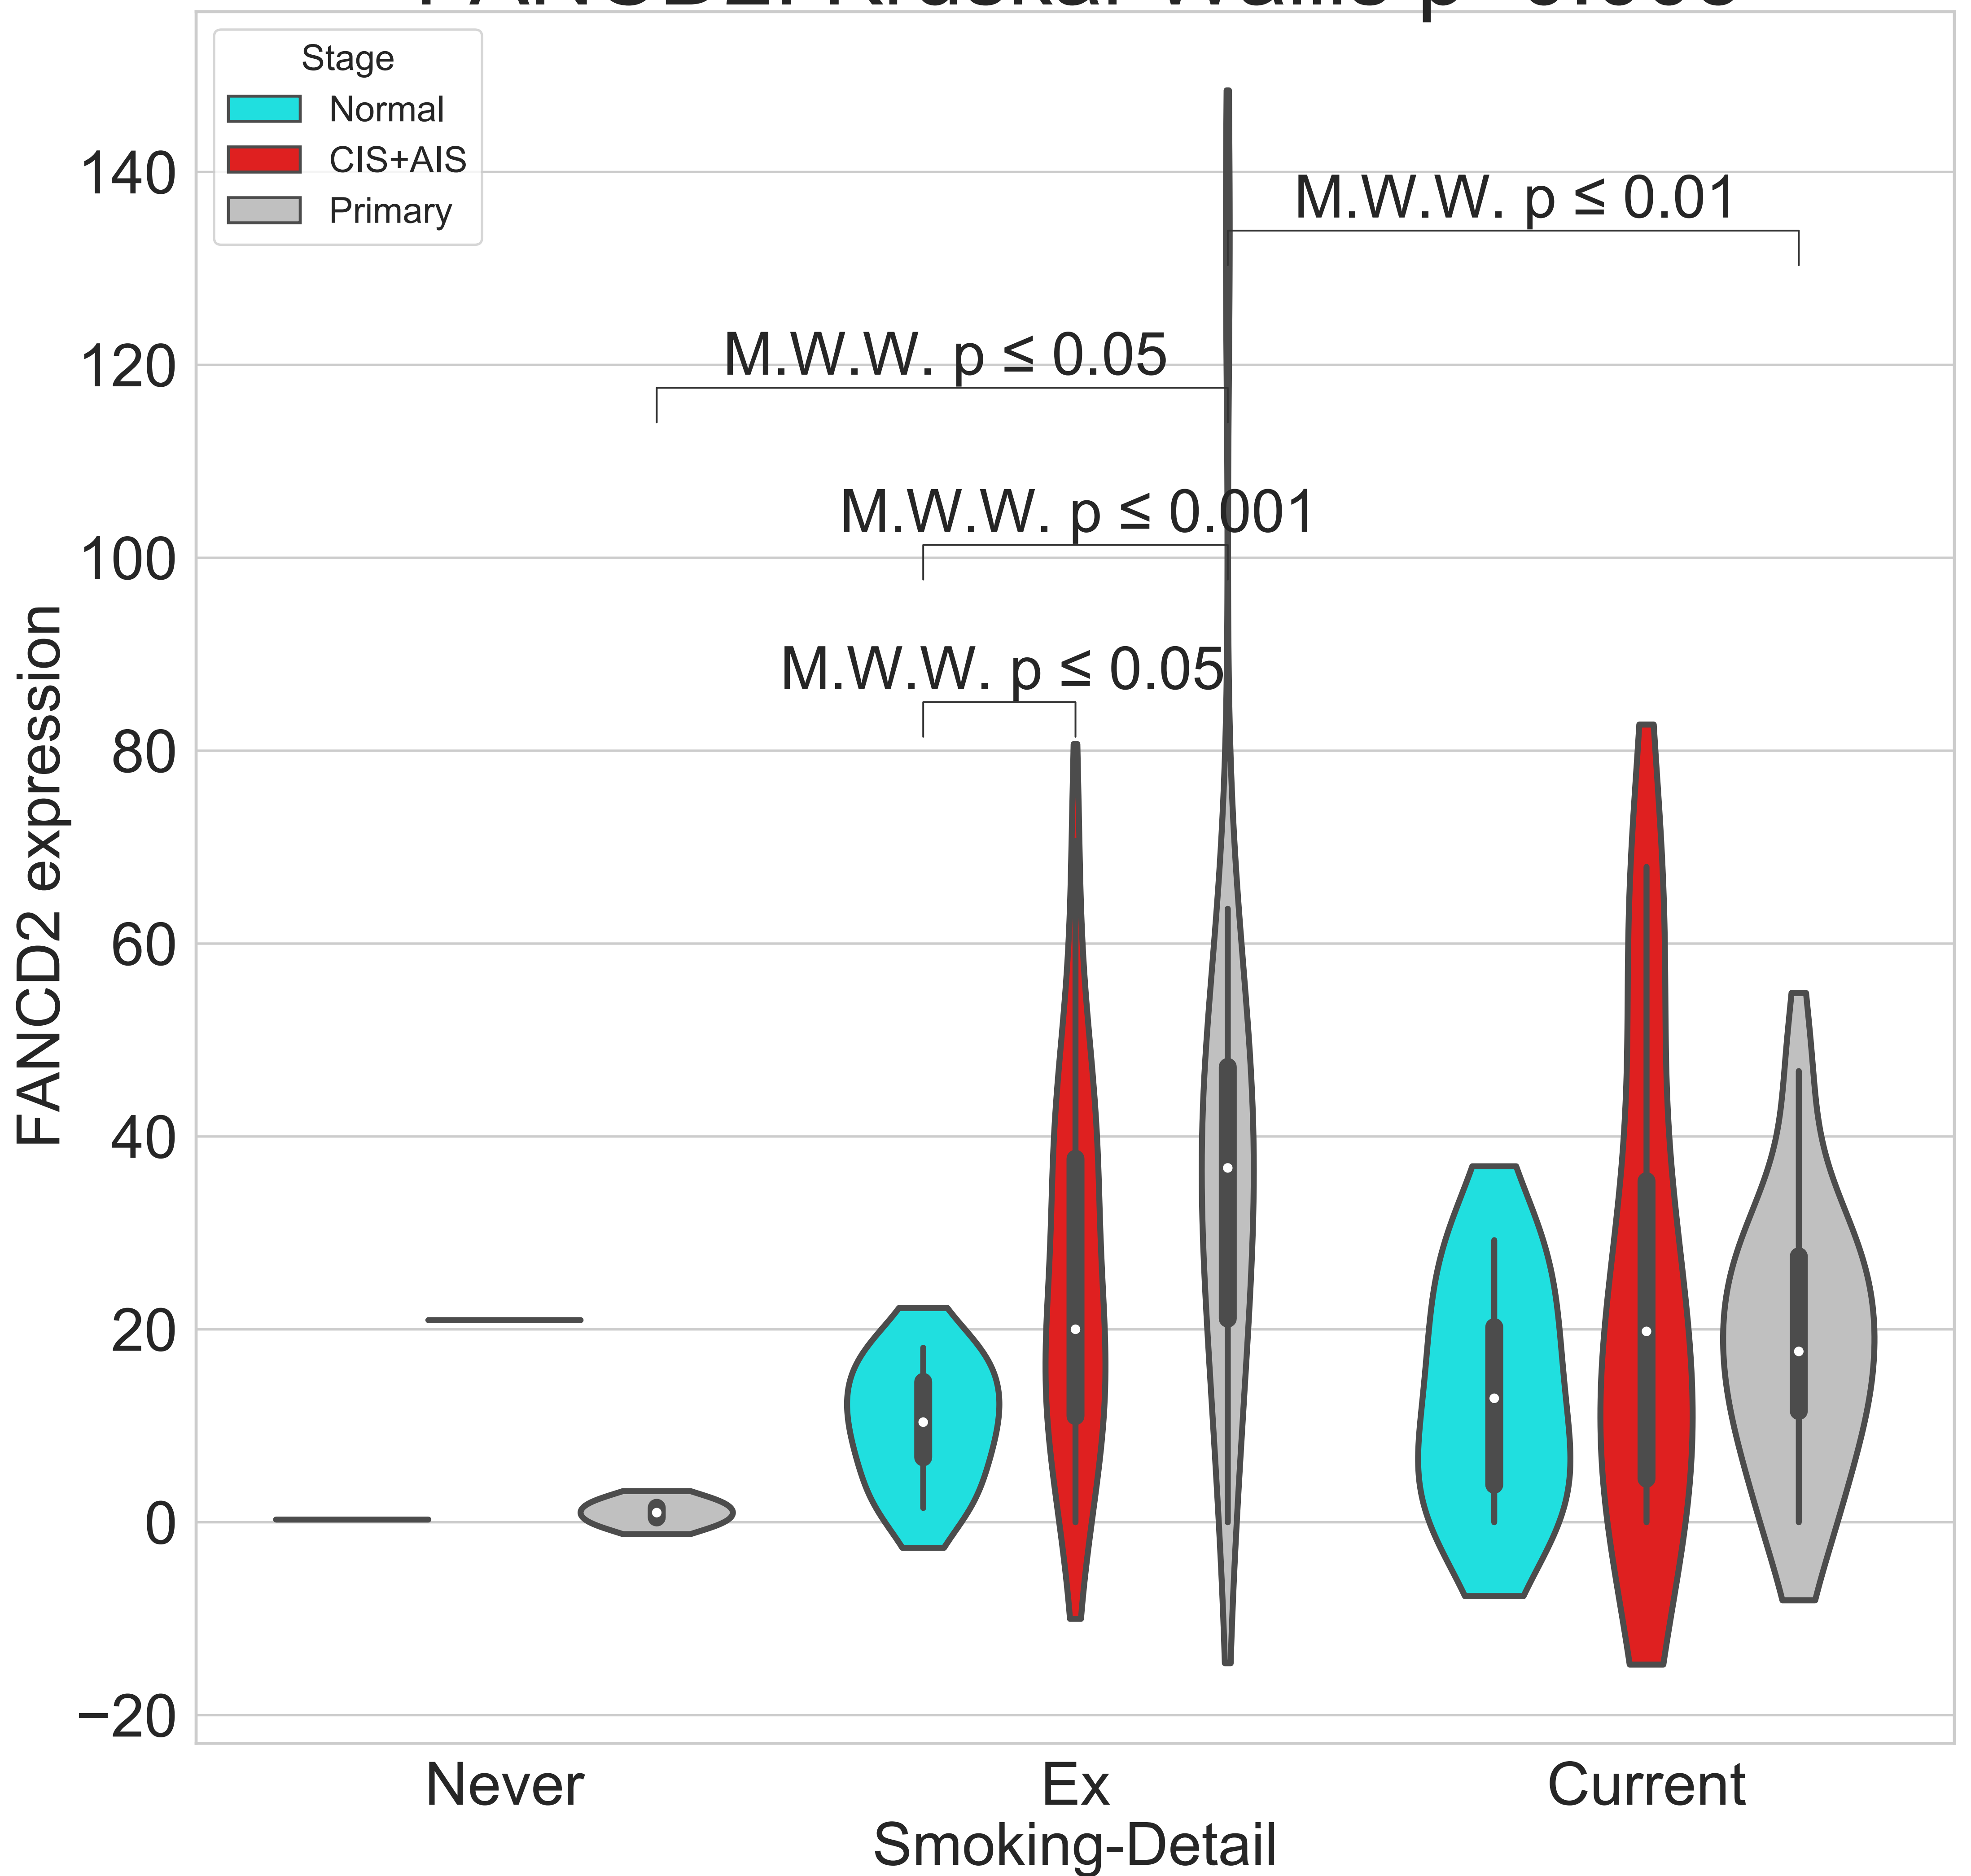 Stage
Normal
CIS+AIS
Primary
140
120
100
80
60
40
20
0
−20
FANCD2 expression
M.W.W. p ≤ 0.01
M.W.W. p ≤ 0.05
M.W.W. p ≤ 0.001
M.W.W. p ≤ 0.05
Never
Ex
Current
Smoking-Detail